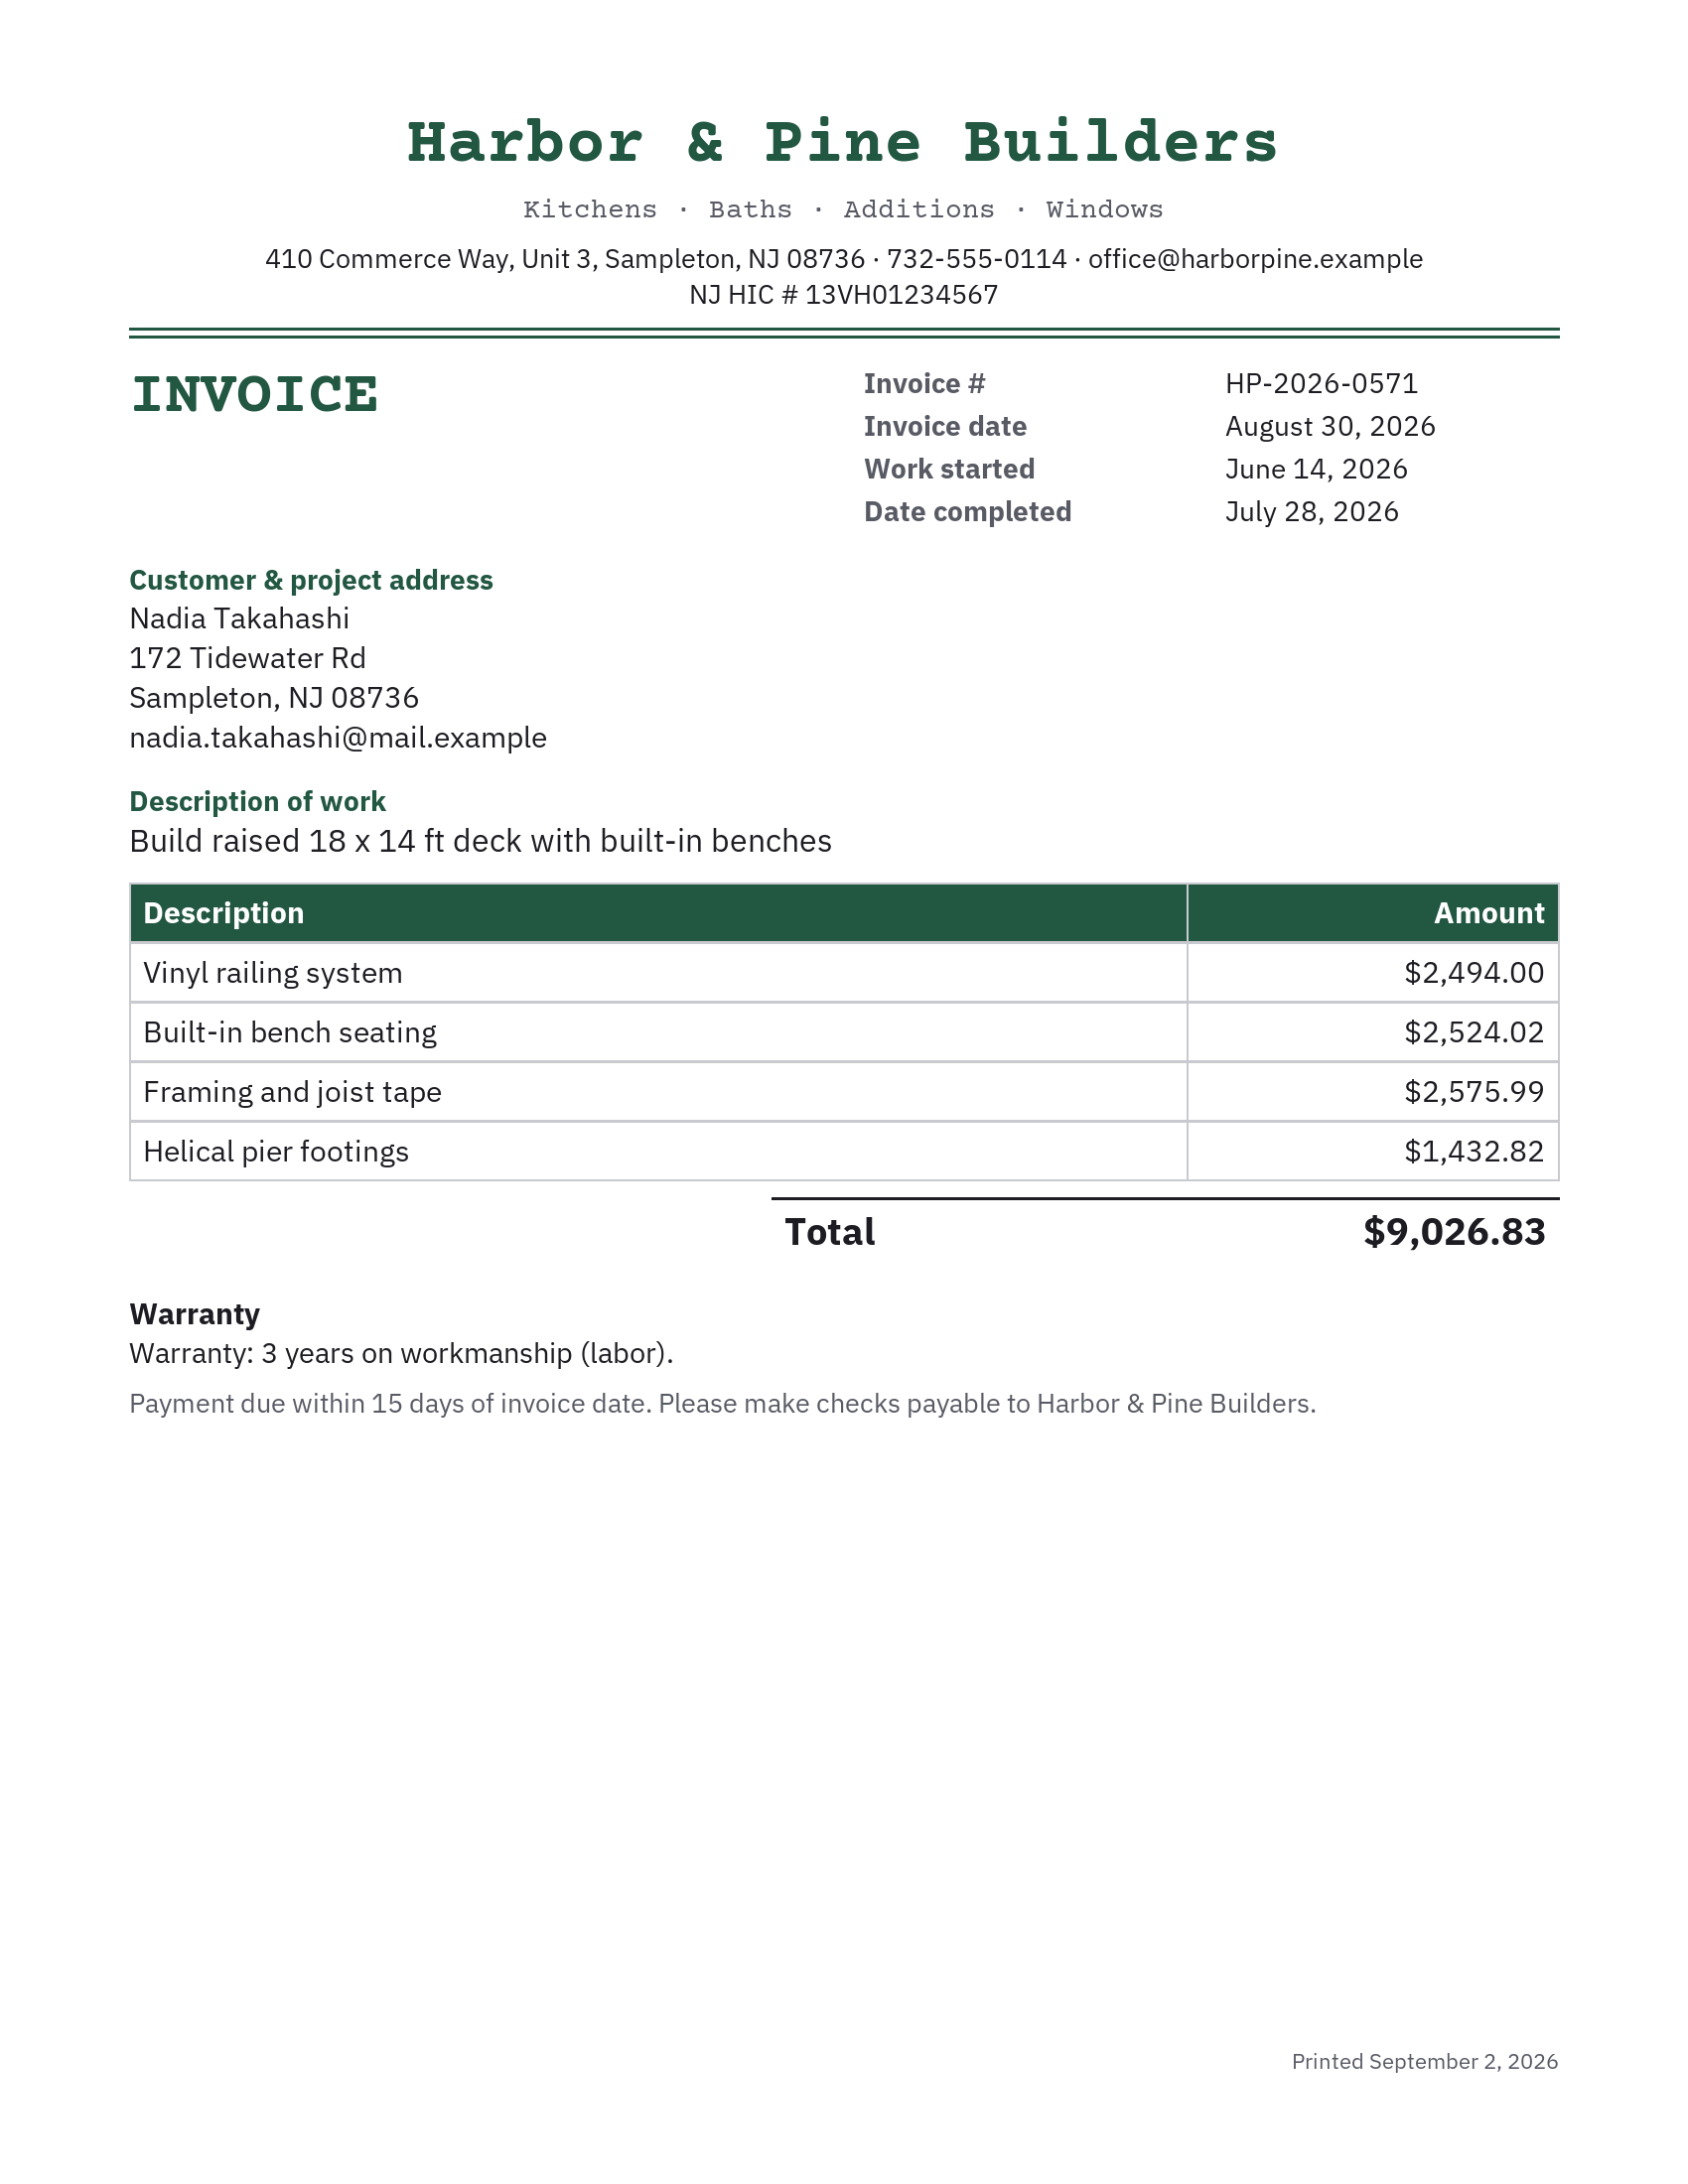 Harbor & Pine Builders
Kitchens · Baths · Additions · Windows
410 Commerce Way, Unit 3, Sampleton, NJ 08736 · 732-555-0114 · office@harborpine.example
NJ HIC # 13VH01234567
INVOICE
Invoice # HP-2026-0571
Invoice date August 30, 2026
Work started June 14, 2026
Date completed July 28, 2026
Customer & project address
Nadia Takahashi
172 Tidewater Rd
Sampleton, NJ 08736
nadia.takahashi@mail.example
Description of work
Build raised 18 x 14 ft deck with built-in benches
Description Amount
Vinyl railing system $2,494.00
Built-in bench seating $2,524.02
Framing and joist tape $2,575.99
Helical pier footings $1,432.82
Total $9,026.83
Warranty
Warranty: 3 years on workmanship (labor).
Payment due within 15 days of invoice date. Please make checks payable to Harbor & Pine Builders.
Printed September 2, 2026